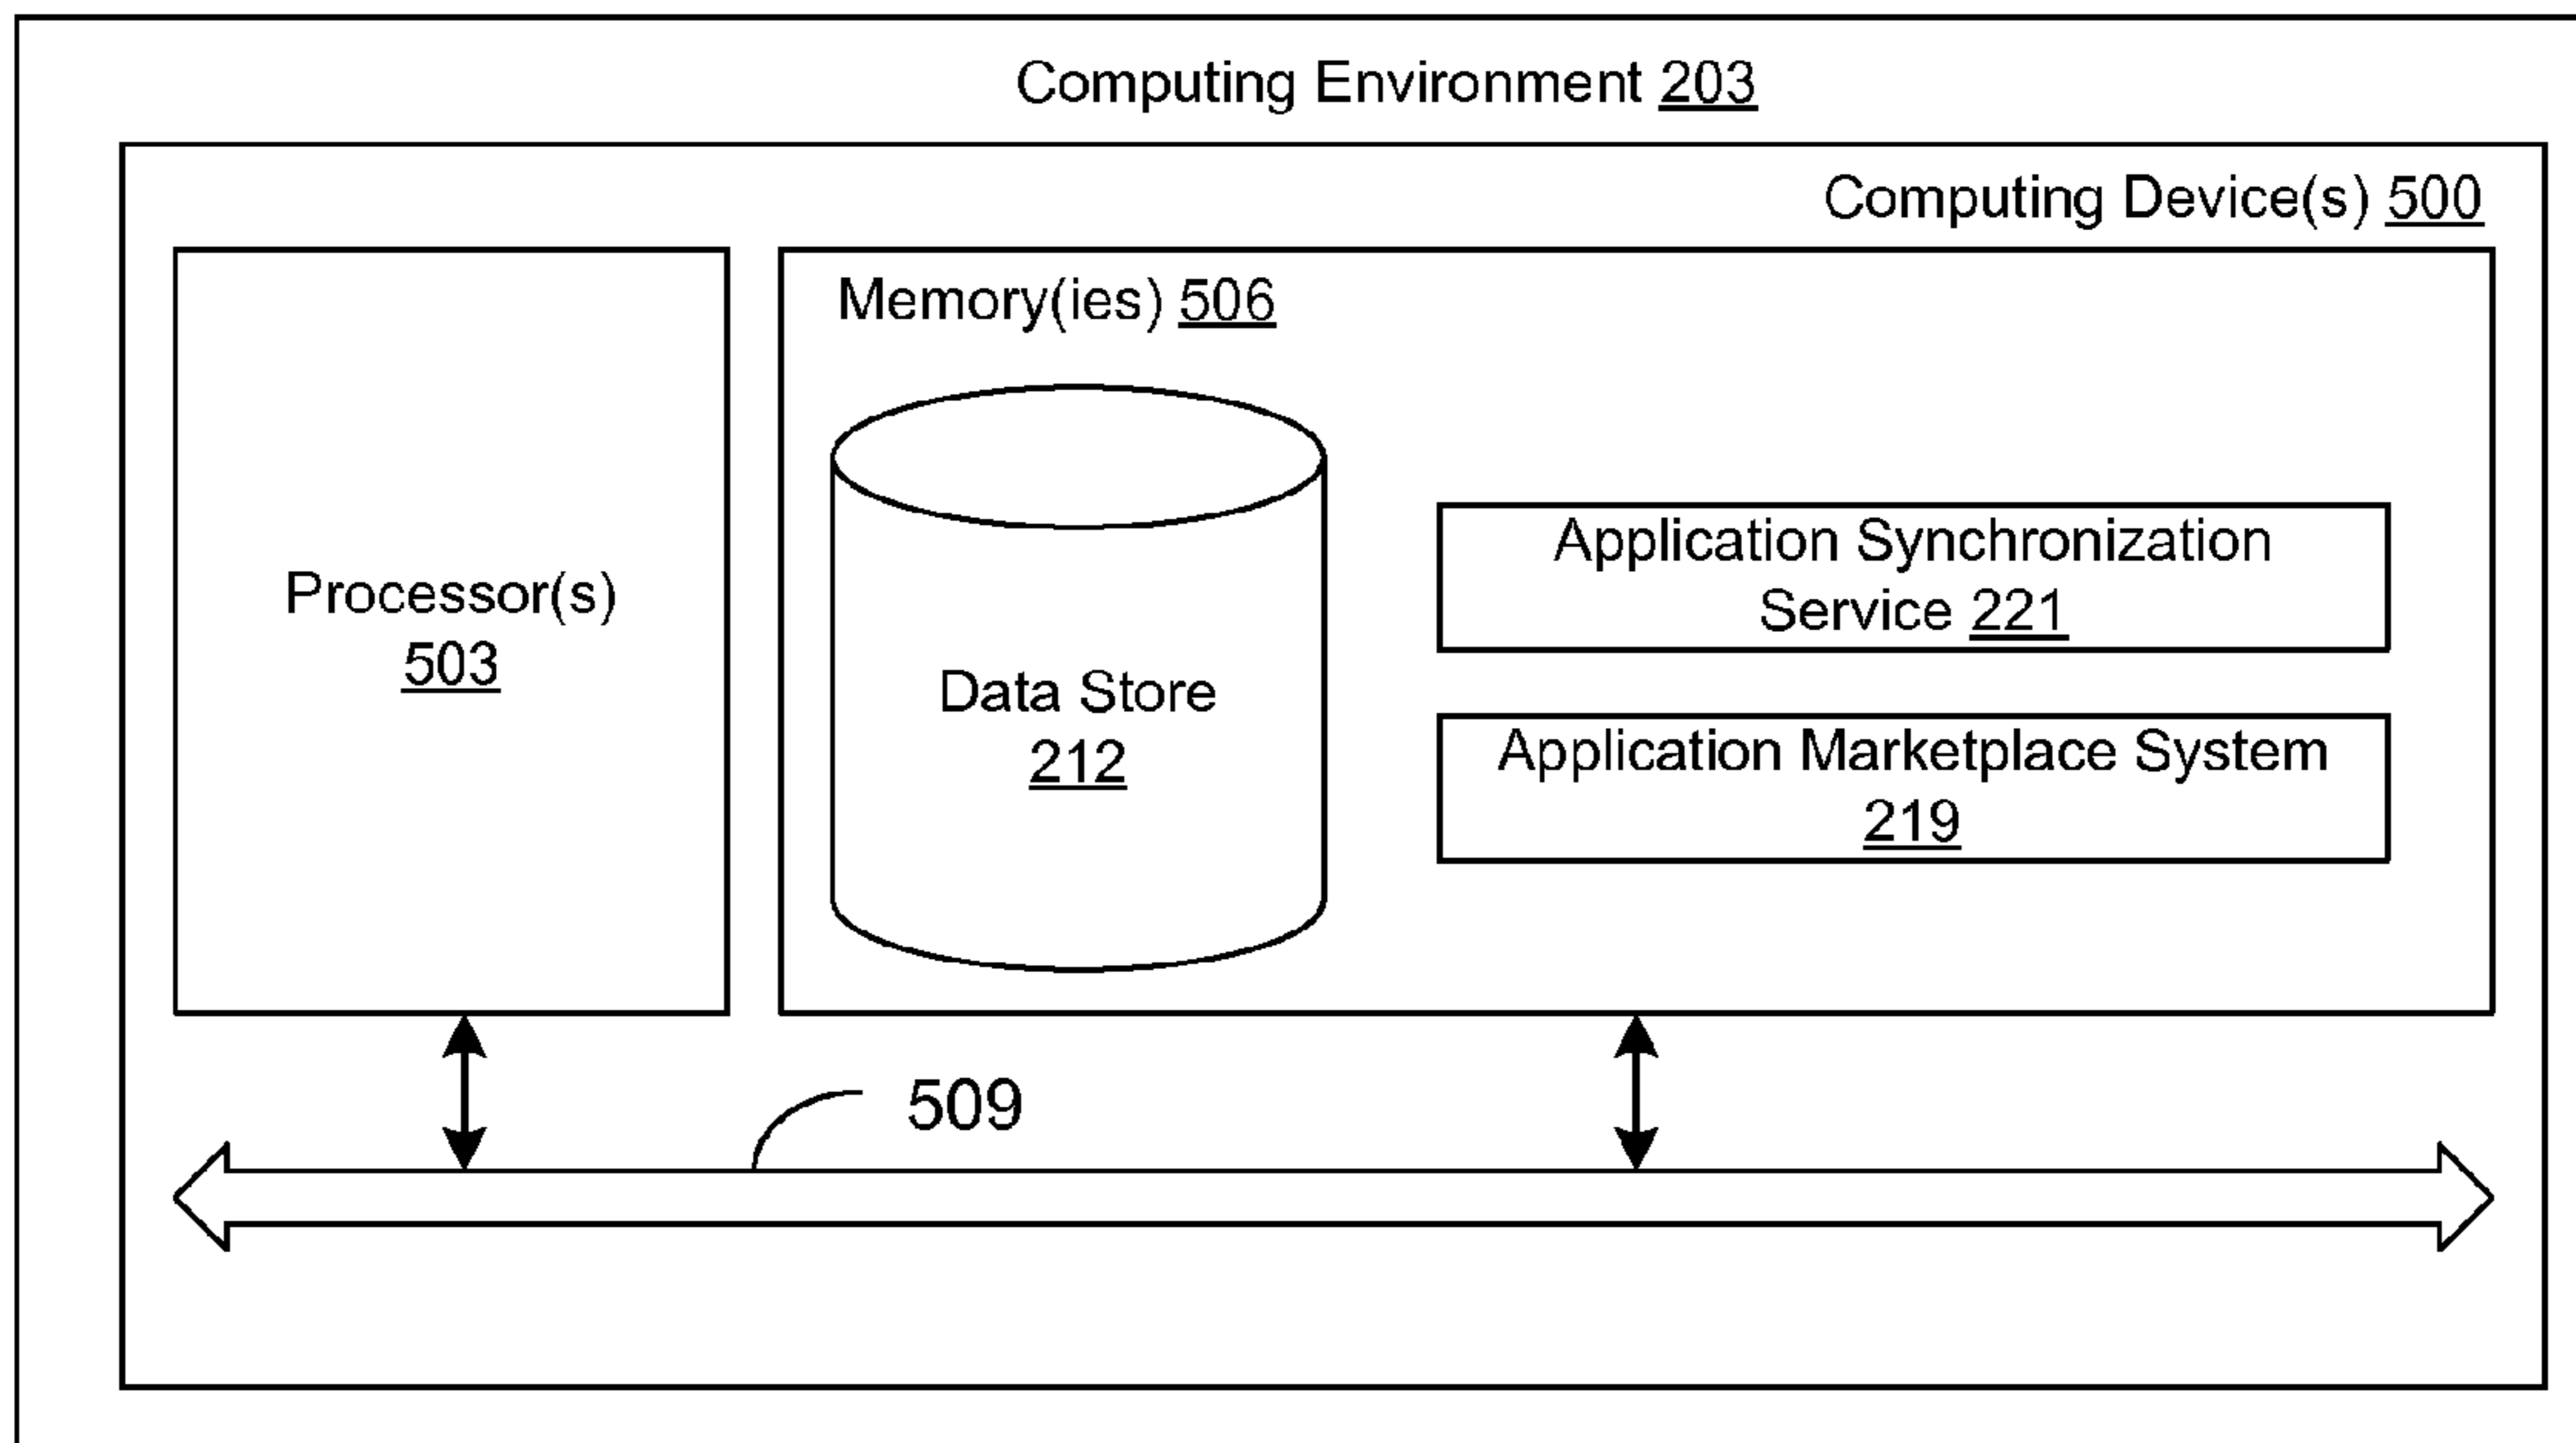 Computing Environment 203
Computing Device(s) 500
Memory(ies) 506
Processor(s)
503
Data Store
212
Application Synchronization
Service 221
Application Marketplace System
219
509